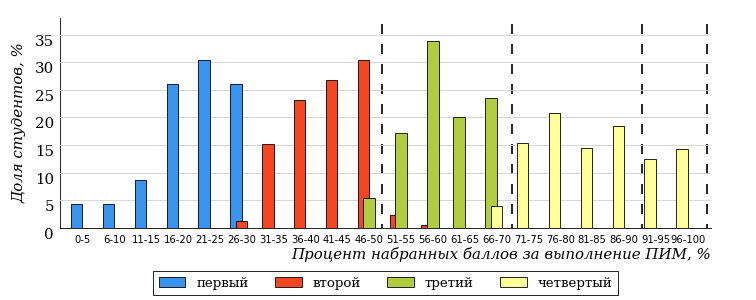 Доля студентов, %
35
30
25
20
15
10
5
0
0-5 6-10 11-15 16-20 21-25 26-30 31-35 36-40 41-45 46-50 51-55 56-60 61-65 66-70 71-75 76-80 81-85 86-90 91-95 96-100
Процент набранных баллов за выполнение ПИМ, %
первый второй третий четвертый